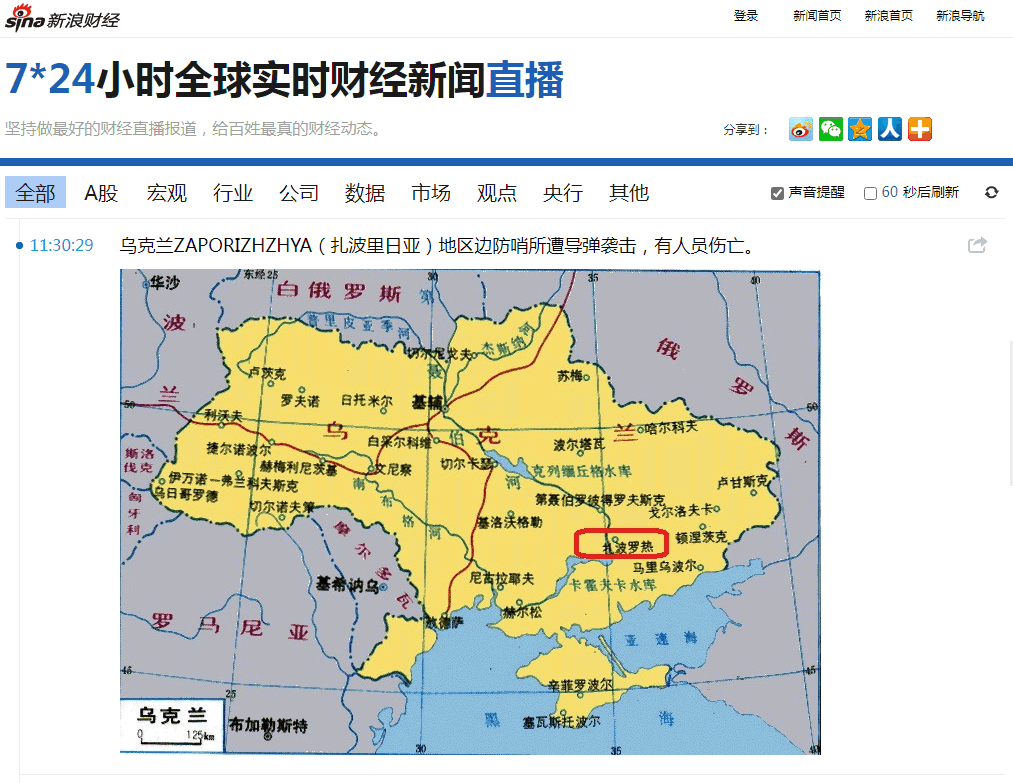 sina 新浪财经
登录 新闻首页 新浪首页 新浪导航
7*24小时全球实时财经新闻直播
坚持做最好的财经直播报道，给百姓最真的财经动态。
分享到：
全部 A股 宏观 行业 公司 数据 市场 观点 央行 其他
声音提醒 60 秒后刷新
11:30:29 乌克兰ZAPORIZHZHYA（扎波里日亚）地区边防哨所遭导弹袭击，有人员伤亡。
华沙 东经25 30 35 40
白俄罗斯
波兰
普里皮亚季河
第聂伯河
切尔尼戈夫
杰斯纳河
俄罗斯
卢茨克
罗夫诺
日托米尔
基辅
苏梅
50 50
利沃夫
乌克兰
白采尔科维
哈尔科夫
波尔塔瓦
捷尔诺波尔
赫梅利尼茨基
文尼察
切尔卡瑟
克列缅丘格水库
斯洛伐克
伊万诺—弗兰科夫斯克
乌日哥罗德
卢甘斯克
匈牙利
切尔诺夫策
南布格河
第聂伯罗彼得罗夫斯克
戈尔洛夫卡
基洛沃格勒
顿涅茨克
扎波罗热
摩尔多瓦
马里乌波尔
基希讷乌
尼古拉耶夫
卡霍夫卡水库
赫尔松
罗马尼亚
敖德萨
亚速海
45 45
辛菲罗波尔
25
乌克兰
0 125km
布加勒斯特
黑海
塞瓦斯托波尔
30 35 40